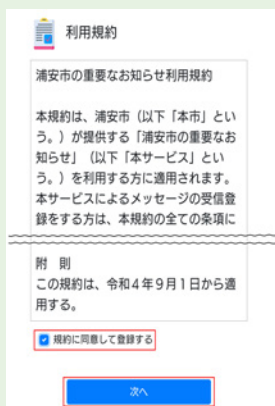 利用規約
浦安市の重要なお知らせ利用規約
本規約は、浦安市（以下「本市」とい
う。）が提供する「浦安市の重要なお
知らせ」（以下「本サービス」とい
う。）を利用する方に適用されます。
本サービスによるメッセージの受信登
録をする方は、本規約の全ての条項に
附　則
この規約は、令和４年９月１日から適
用する。
規約に同意して登録する
次へ